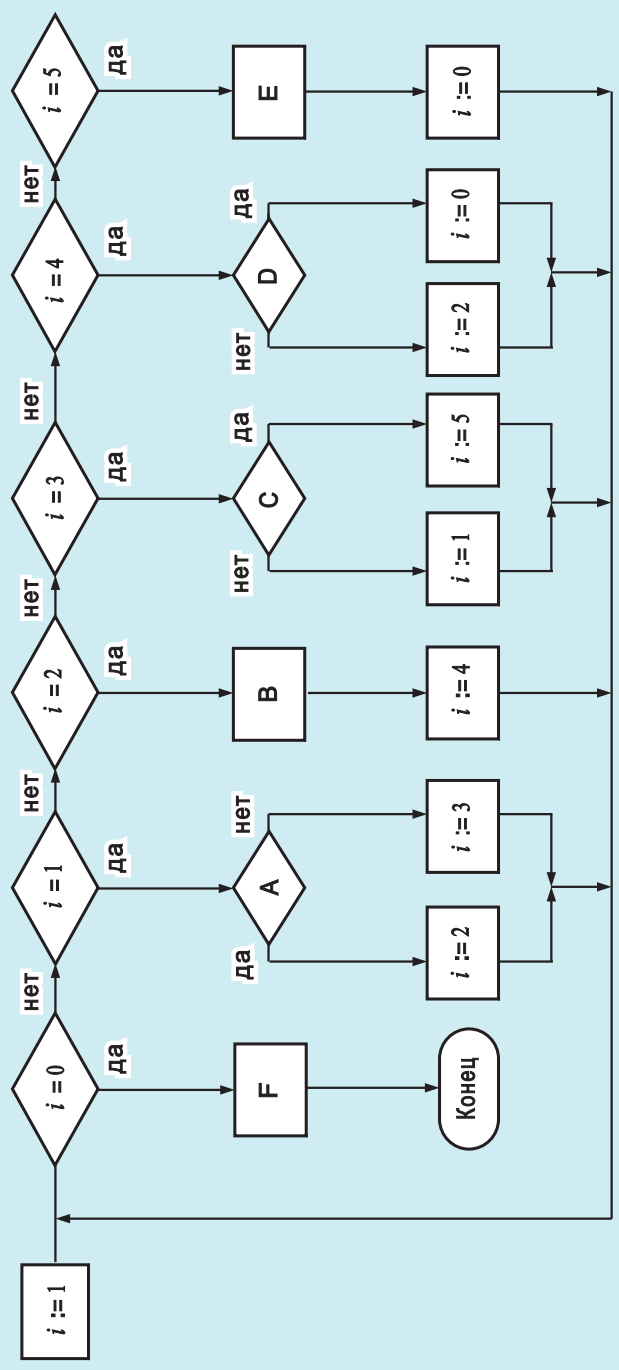 i := 1
i = 0
нет
i = 1
нет
i = 2
нет
i = 3
нет
i = 4
нет
i = 5
да
да
да
да
да
да
F
да
A
нет
B
нет
C
да
нет
D
да
E
Конец
i := 2
i := 3
i := 4
i := 1
i := 5
i := 2
i := 0
i := 0